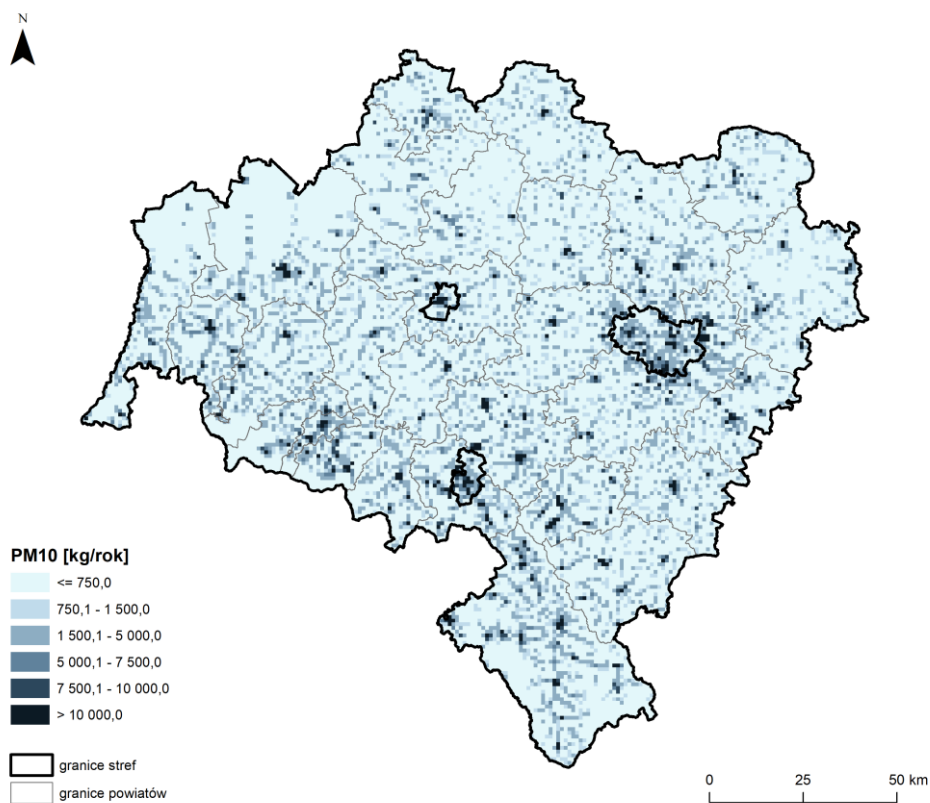 N
PM10 [kg/rok]
<= 750,0
750,1 - 1 500,0
1 500,1 - 5 000,0
5 000,1 - 7 500,0
7 500,1 - 10 000,0
> 10 000,0
granice stref
granice powiatów
0 25 50 km